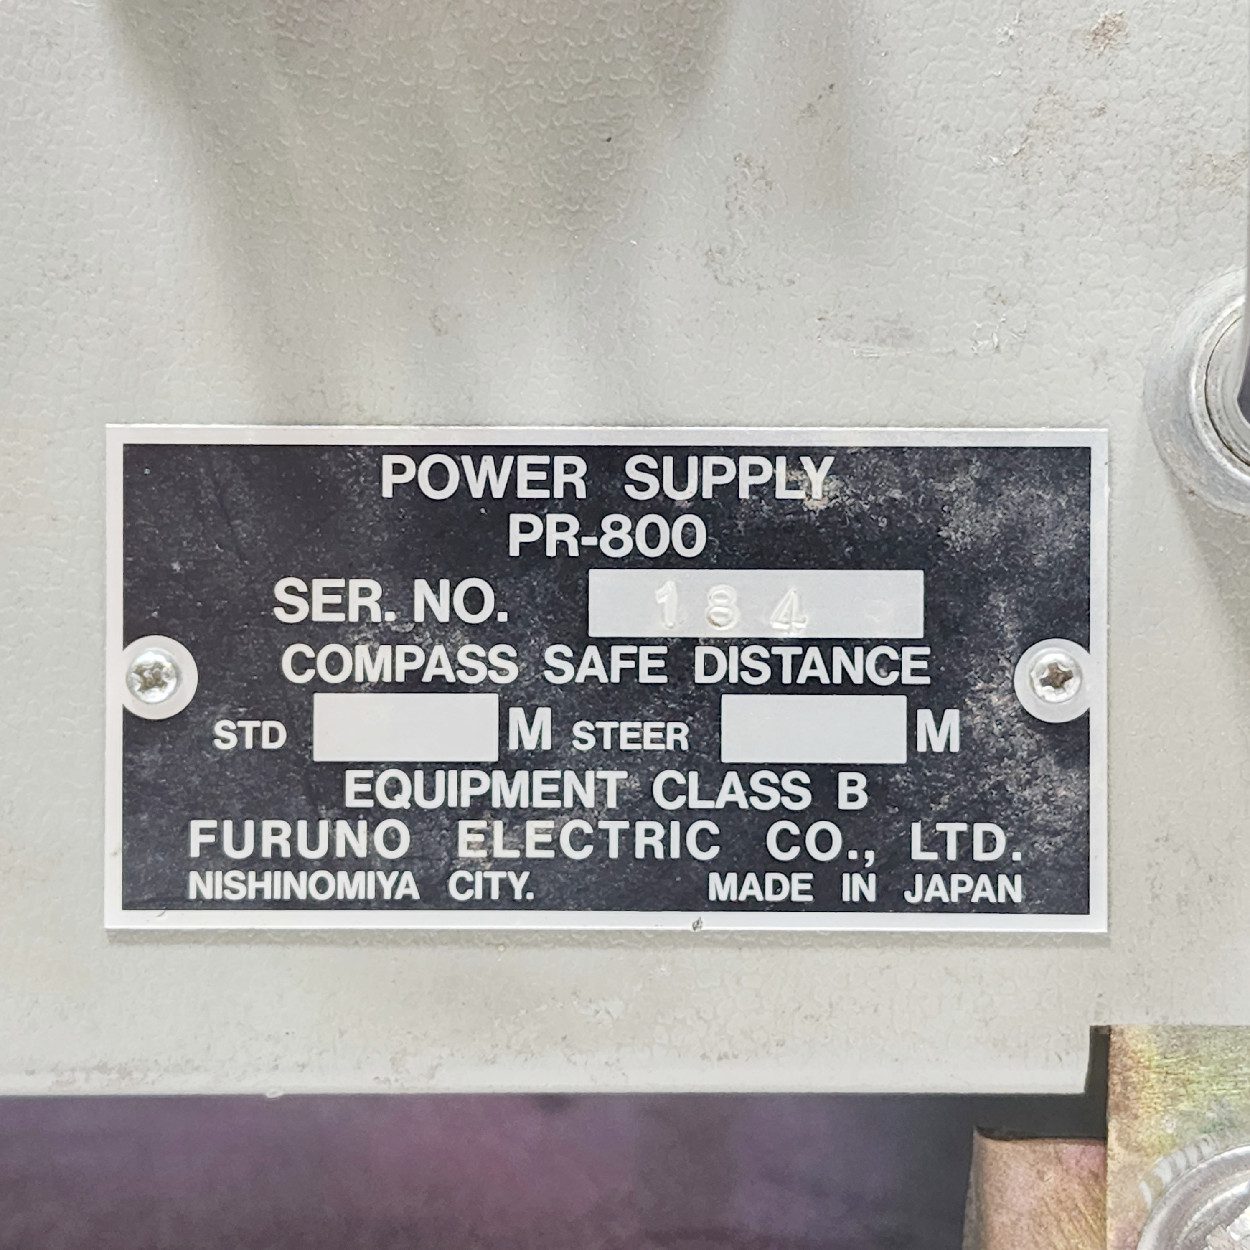 POWER SUPPLY
PR-800
SER. NO. 184
COMPASS SAFE DISTANCE
STD M STEER M
EQUIPMENT CLASS B
FURUNO ELECTRIC CO., LTD.
NISHINOMIYA CITY. MADE IN JAPAN